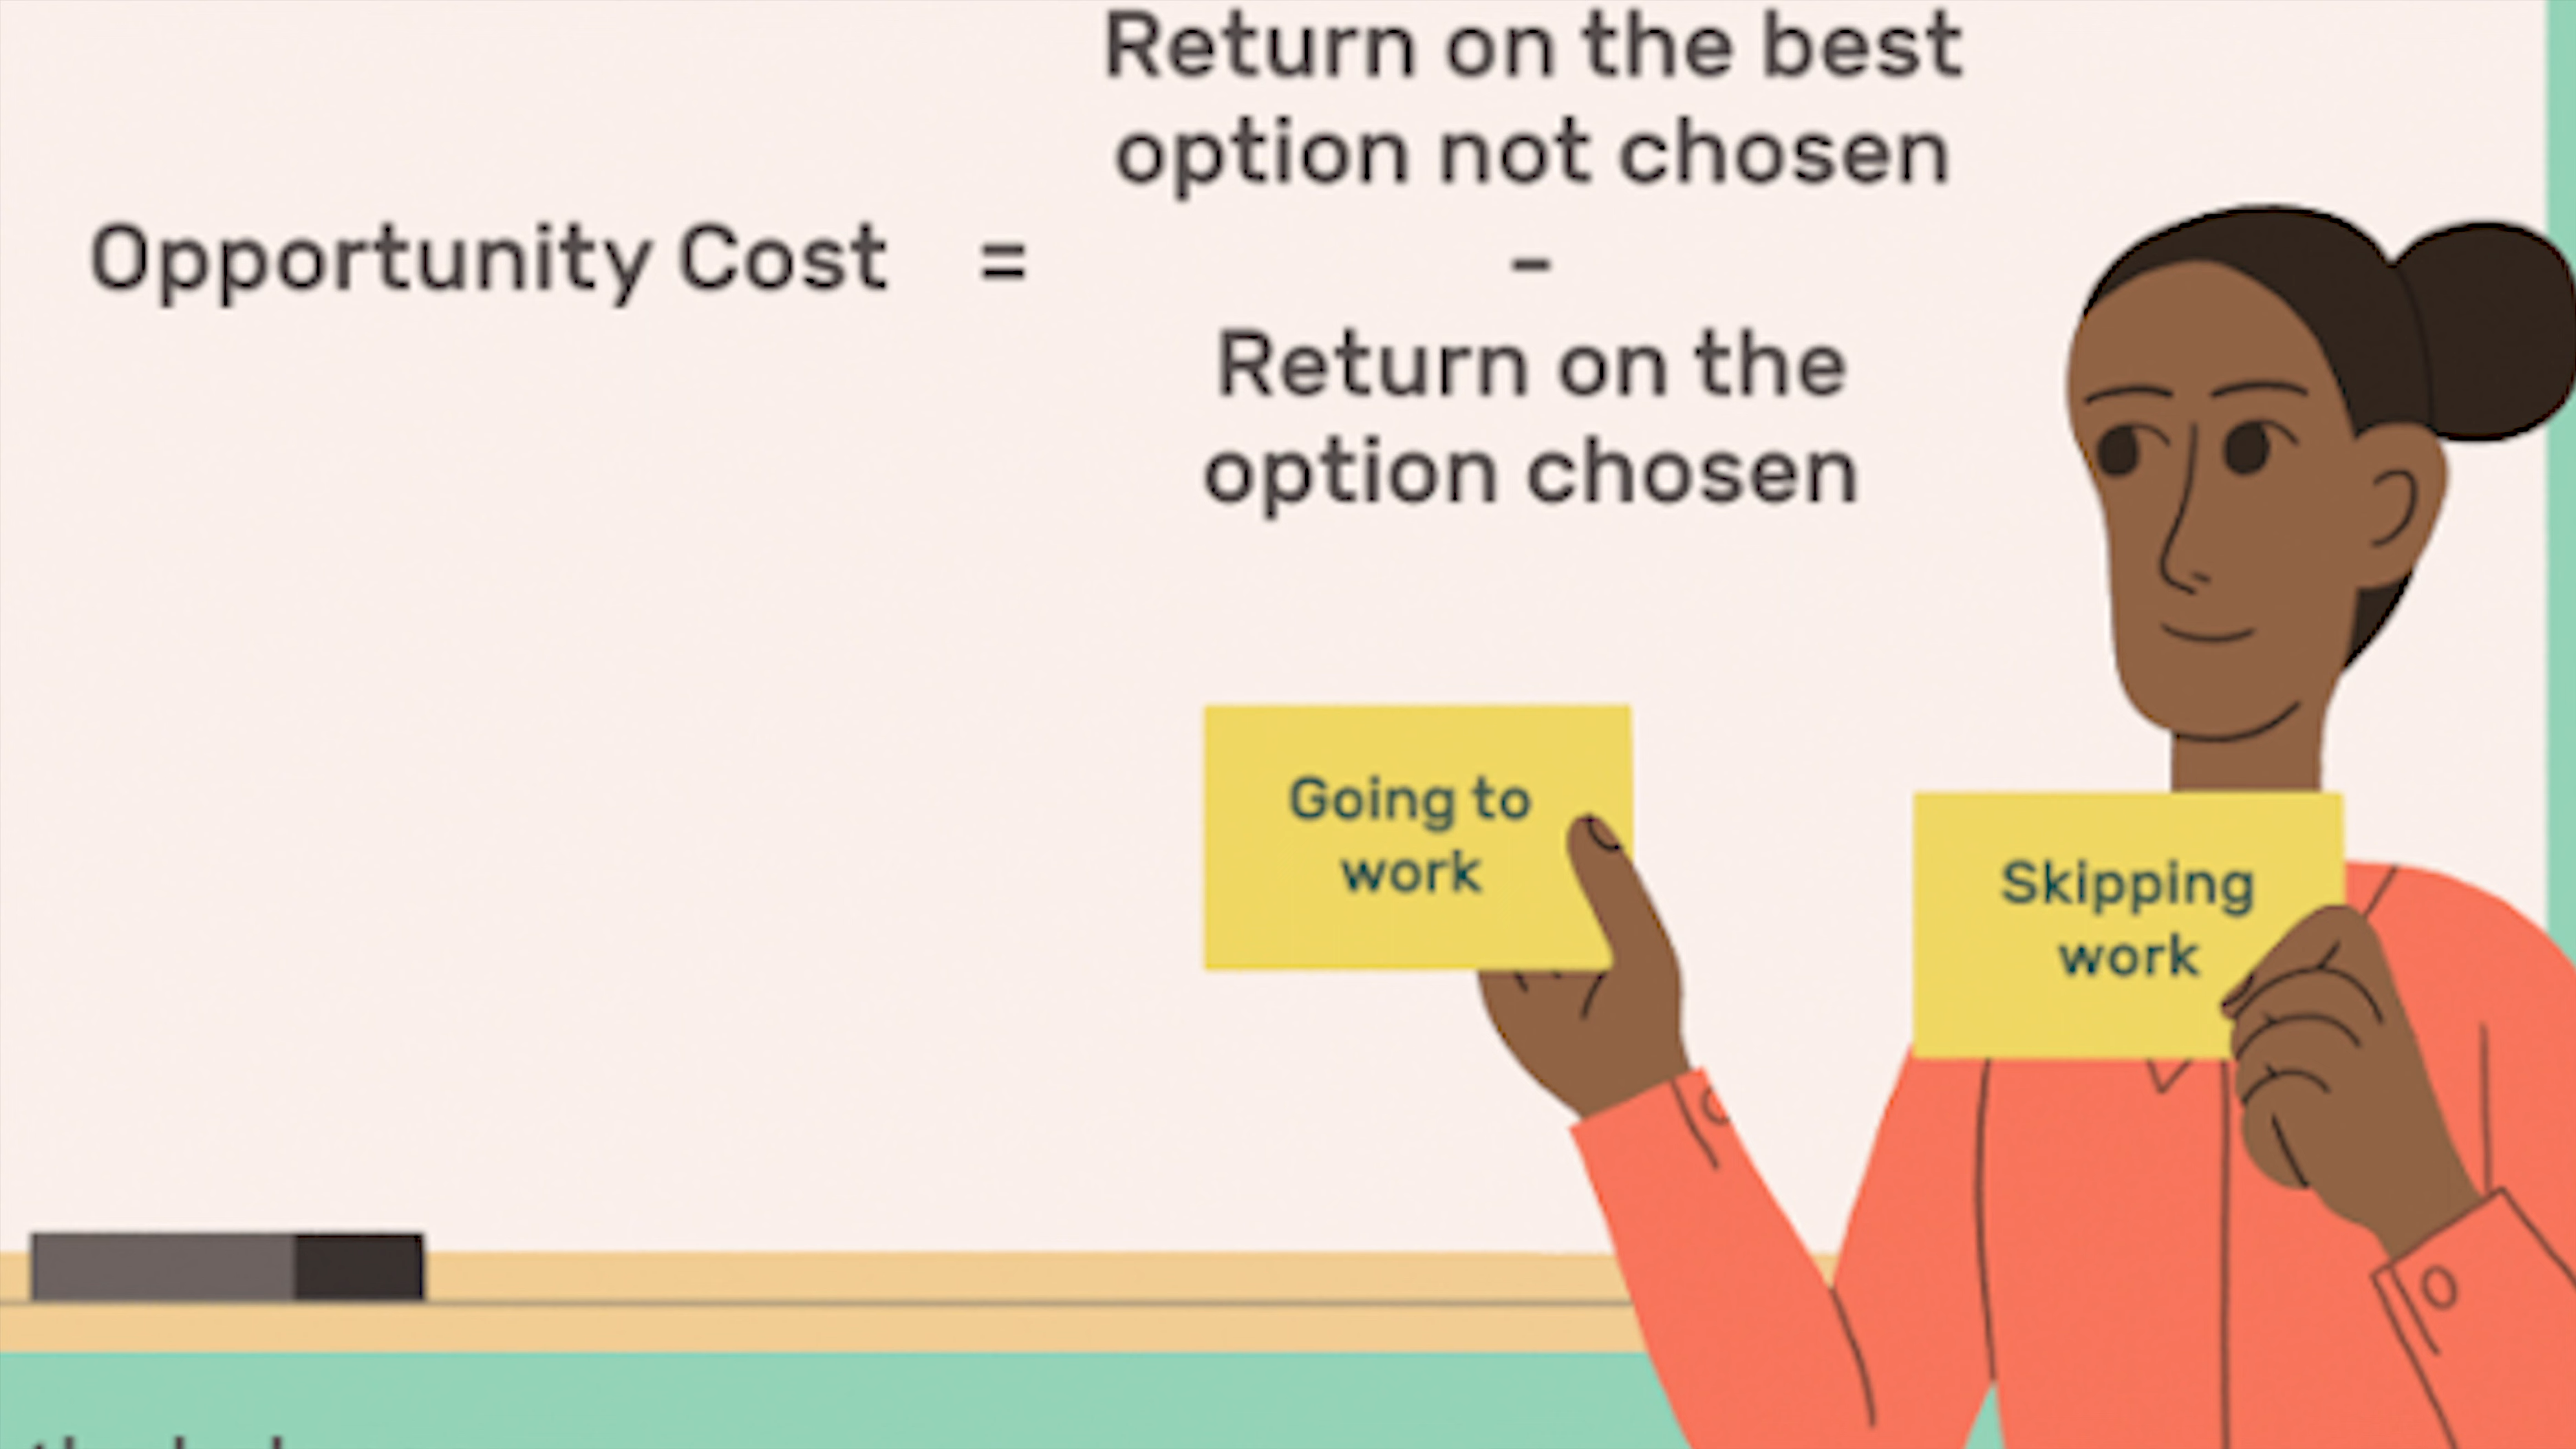 Return on the best
option not chosen
Opportunity Cost =
-
Return on the
option chosen
Going to
work
Skipping
work